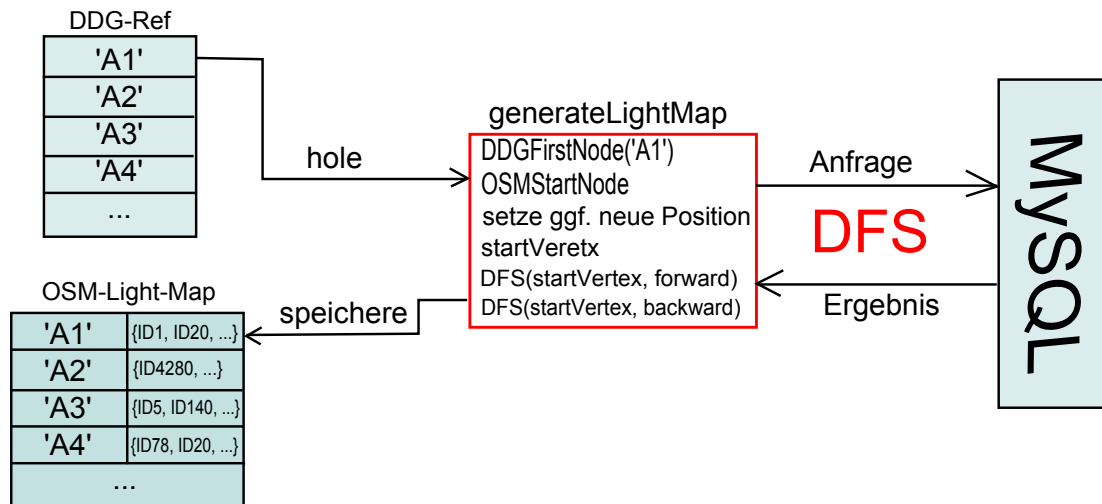 DDG-Ref
'A1'
'A2'
'A3'
'A4'
...
hole
generateLightMap
DDGFirstNode('A1')
OSMStartNode
setze ggf. neue Position
startVeretx
DFS(startVertex, forward)
DFS(startVertex, backward)
Anfrage
DFS
Ergebnis
MySQL
speichere
OSM-Light-Map
'A1' {ID1, ID20, ...}
'A2' {ID4280, ...}
'A3' {ID5, ID140, ...}
'A4' {ID78, ID20, ...}
...